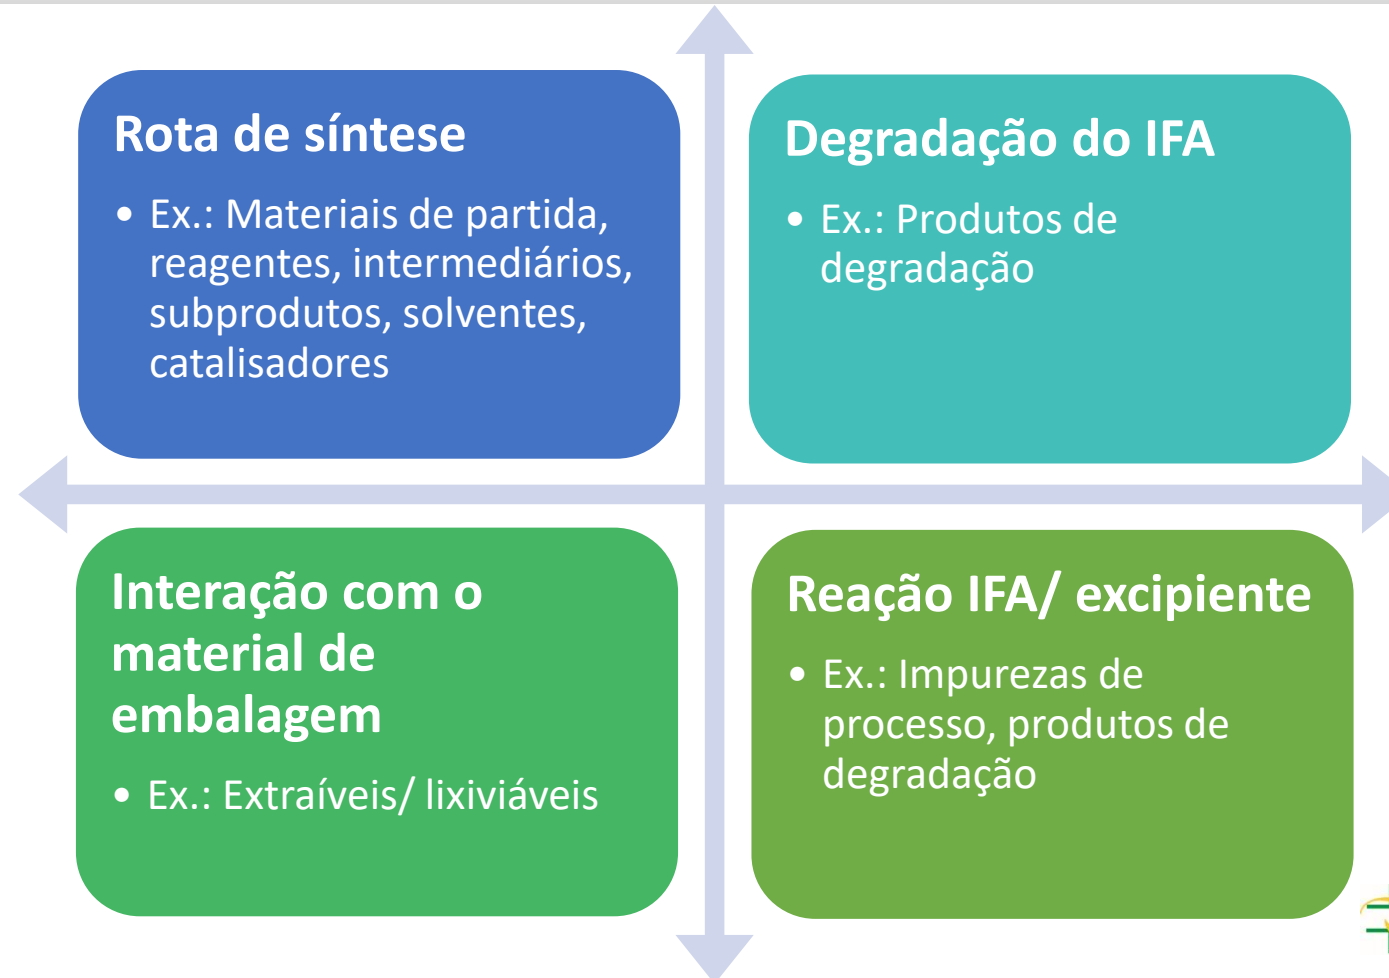 Rota de síntese
• Ex.: Materiais de partida,
reagentes, intermediários,
subprodutos, solventes,
catalisadores
Degradação do IFA
• Ex.: Produtos de
degradação
Interação com o
material de
embalagem
• Ex.: Extraíveis/ lixiviáveis
Reação IFA/ excipiente
• Ex.: Impurezas de
processo, produtos de
degradação